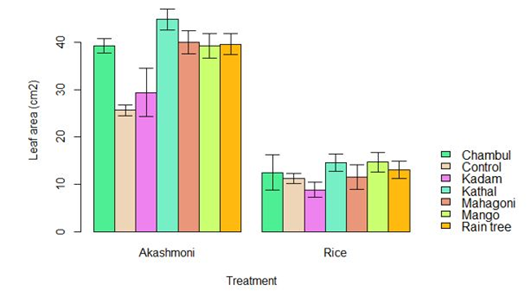 Leaf area (cm2)
40
30
20
10
0
Akashmoni
Rice
Treatment
Chambul
Control
Kadam
Kathal
Mahagoni
Mango
Rain tree